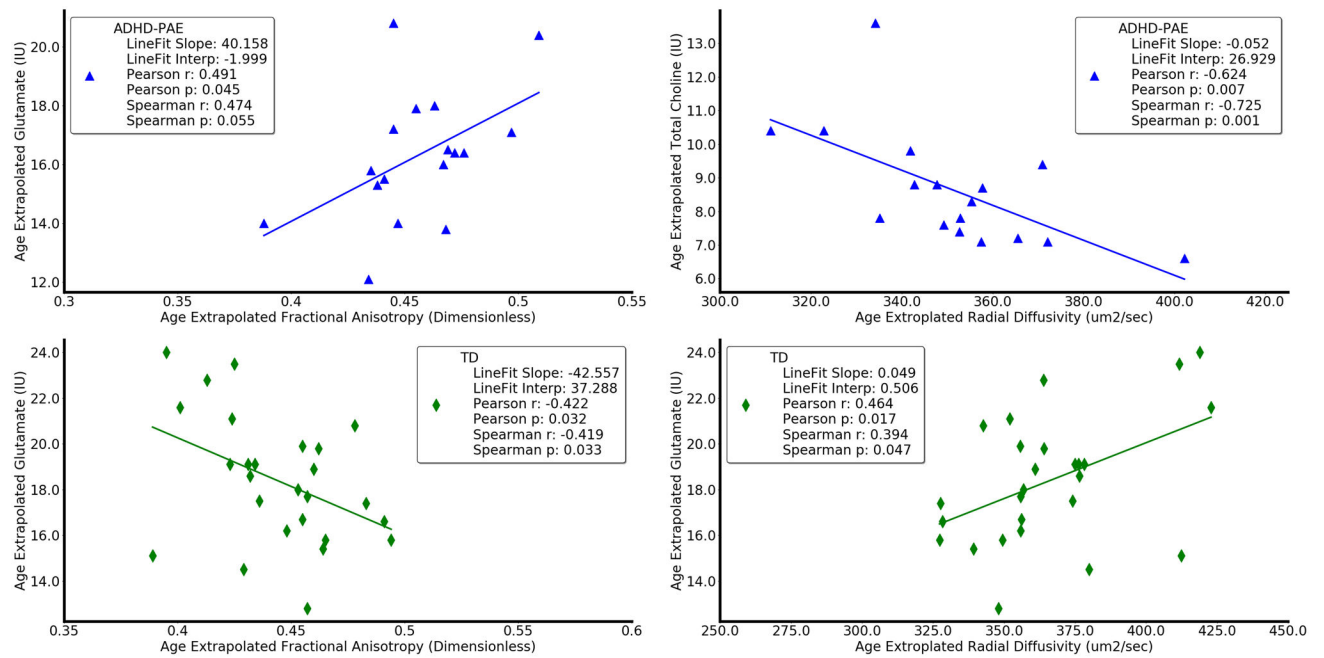 ADHD-PAE
LineFit Slope: 40.158
LineFit Interp: -1.999
Pearson r: 0.491
Pearson p: 0.045
Spearman r: 0.474
Spearman p: 0.055
Age Extrapolated Glutamate (IU)
20.0
18.0
16.0
14.0
12.0
0.3
0.35
0.4
0.45
0.5
0.55
Age Extrapolated Fractional Anisotropy (Dimensionless)
ADHD-PAE
LineFit Slope: -0.052
LineFit Interp: 26.929
Pearson r: -0.624
Pearson p: 0.007
Spearman r: -0.725
Spearman p: 0.001
Age Extrapolated Total Choline (IU)
13.0
12.0
11.0
10.0
9.0
8.0
7.0
6.0
300.0
320.0
340.0
360.0
380.0
400.0
420.0
Age Extroplated Radial Diffusivity (um2/sec)
TD
LineFit Slope: -42.557
LineFit Interp: 37.288
Pearson r: -0.422
Pearson p: 0.032
Spearman r: -0.419
Spearman p: 0.033
Age Extrapolated Glutamate (IU)
24.0
22.0
20.0
18.0
16.0
14.0
0.35
0.4
0.45
0.5
0.55
0.6
Age Extrapolated Fractional Anisotropy (Dimensionless)
TD
LineFit Slope: 0.049
LineFit Interp: 0.506
Pearson r: 0.464
Pearson p: 0.017
Spearman r: 0.394
Spearman p: 0.047
Age Extrapolated Glutamate (IU)
24.0
22.0
20.0
18.0
16.0
14.0
250.0
275.0
300.0
325.0
350.0
375.0
400.0
425.0
450.0
Age Extroplated Radial Diffusivity (um2/sec)